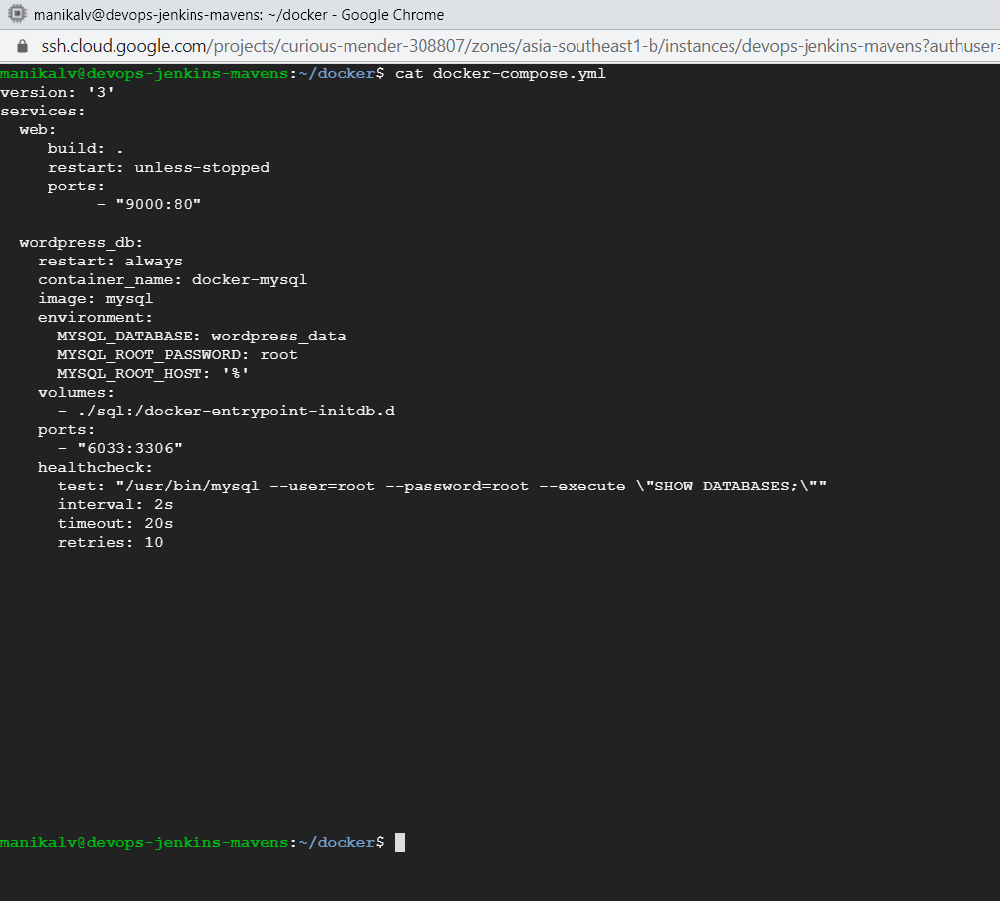 manikalv@devops-jenkins-mavens: ~/docker - Google Chrome
ssh.cloud.google.com/projects/curious-mender-308807/zones/asia-southeast1-b/instances/devops-jenkins-mavens?authuser=
manikalv@devops-jenkins-mavens:~/docker$ cat docker-compose.yml
version: '3'
services:
  web:
     build: .
     restart: unless-stopped
     ports:
          - "9000:80"

  wordpress_db:
    restart: always
    container_name: docker-mysql
    image: mysql
    environment:
      MYSQL_DATABASE: wordpress_data
      MYSQL_ROOT_PASSWORD: root
      MYSQL_ROOT_HOST: '%'
    volumes:
      - ./sql:/docker-entrypoint-initdb.d
    ports:
      - "6033:3306"
    healthcheck:
      test: "/usr/bin/mysql --user=root --password=root --execute \"SHOW DATABASES;\""
      interval: 2s
      timeout: 20s
      retries: 10
manikalv@devops-jenkins-mavens:~/docker$